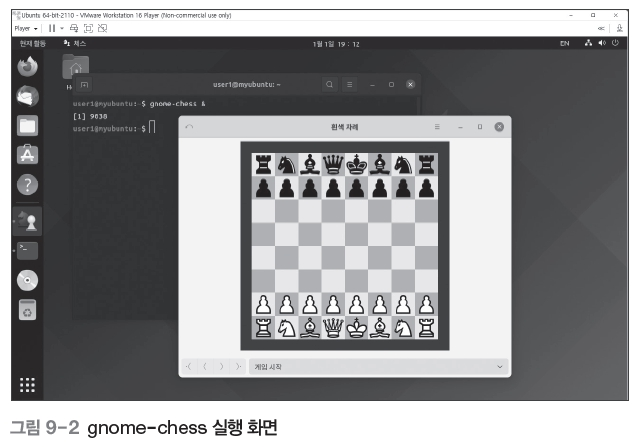 Ubuntu 64-bit-2110 - VMware Workstation 16 Player (Non-commercial use only)
Player
현재 활동
체스
1월 1일 19 : 12
EN
user1@myubuntu: ~
user1@myubuntu:~$ gnome-chess &
[1] 9038
user1@myubuntu:~$
흰색 차례
게임 시작
그림 9-2 gnome-chess 실행 화면